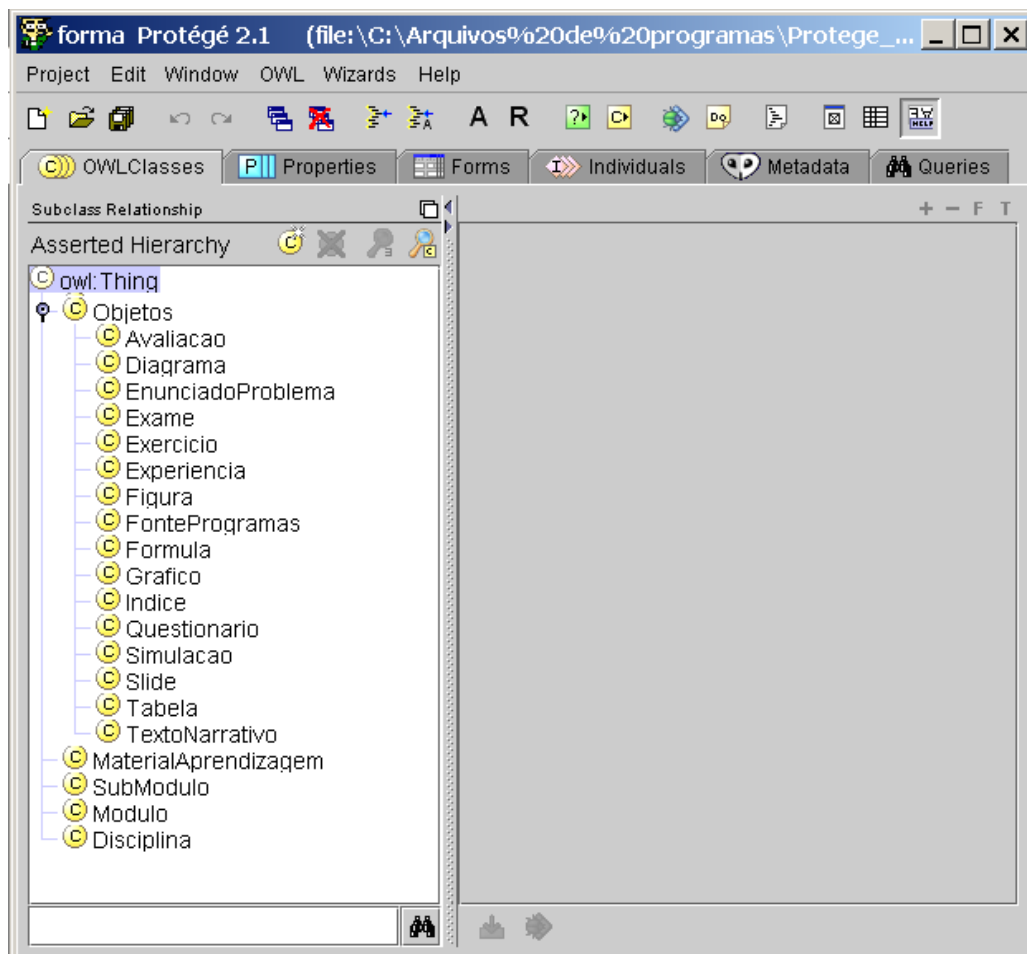 forma Protégé 2.1 (file:\C:\Arquivos%20de%20programas\Protege_...
Project Edit Window OWL Wizards Help
A R
OWLClasses Properties Forms Individuals Metadata Queries
Subclass Relationship
+ − F T
Asserted Hierarchy
owl:Thing
Objetos
Avaliacao
Diagrama
EnunciadoProblema
Exame
Exercicio
Experiencia
Figura
FonteProgramas
Formula
Grafico
Indice
Questionario
Simulacao
Slide
Tabela
TextoNarrativo
MaterialAprendizagem
SubModulo
Modulo
Disciplina